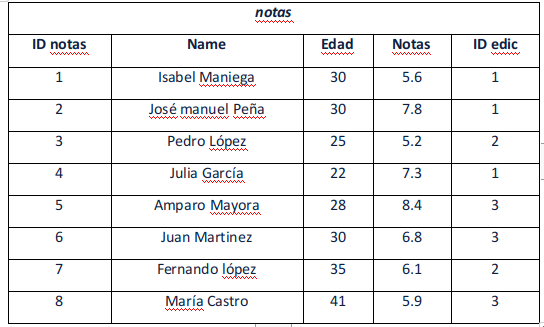 notas
ID notas Name Edad Notas ID edic
1 Isabel Maniega 30 5.6 1
2 José manuel Peña 30 7.8 1
3 Pedro López 25 5.2 2
4 Julia García 22 7.3 1
5 Amparo Mayora 28 8.4 3
6 Juan Martinez 30 6.8 3
7 Fernando lópez 35 6.1 2
8 María Castro 41 5.9 3